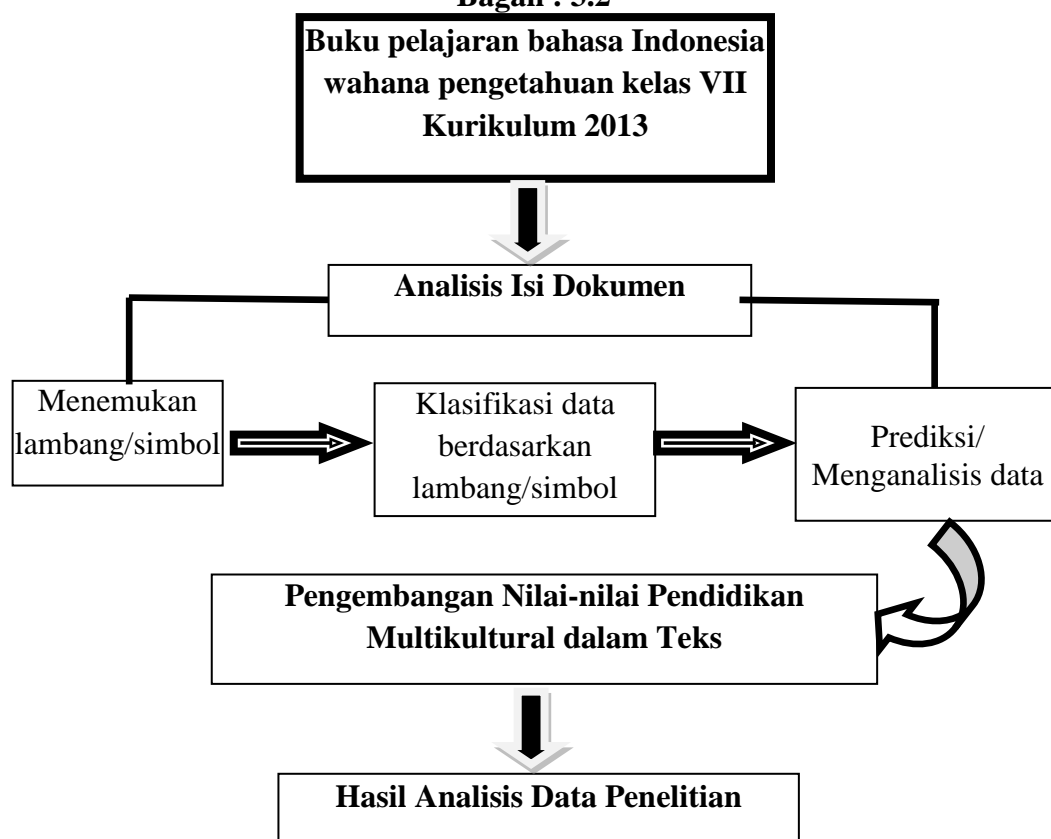 Bagan : 3.2
Buku pelajaran bahasa Indonesia
wahana pengetahuan kelas VII
Kurikulum 2013
Analisis Isi Dokumen
Menemukan
lambang/simbol
Klasifikasi data
berdasarkan
lambang/simbol
Prediksi/
Menganalisis data
Pengembangan Nilai-nilai Pendidikan
Multikultural dalam Teks
Hasil Analisis Data Penelitian